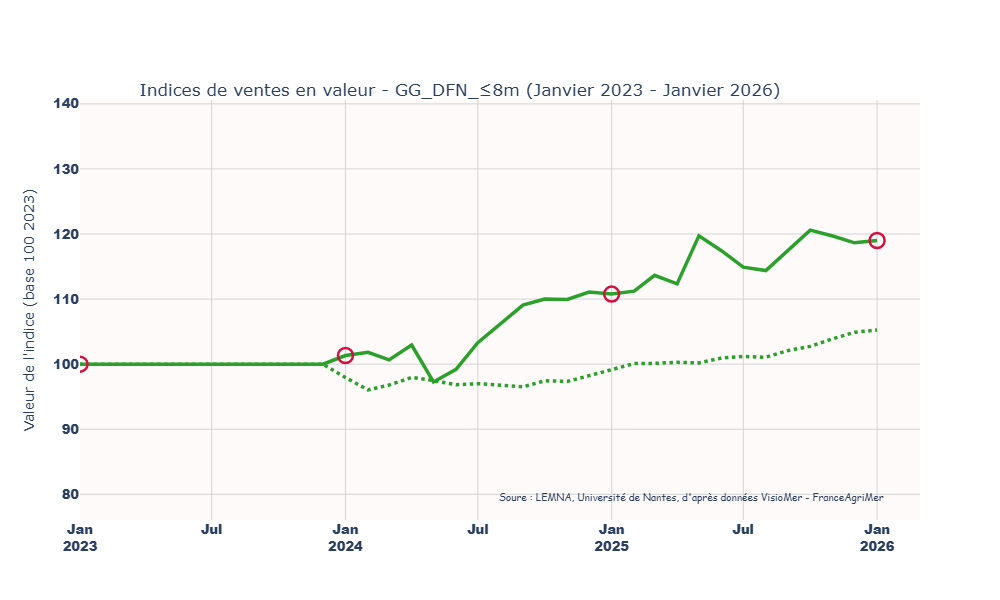 Indices de ventes en valeur - GG_DFN_≤8m (Janvier 2023 - Janvier 2026)
Valeur de l'indice (base 100 2023)
140
130
120
110
100
90
80
Soure : LEMNA, Université de Nantes, d'après données VisioMer - FranceAgriMer
Jan Jul Jan Jul Jan Jul Jan
2023 2024 2025 2026